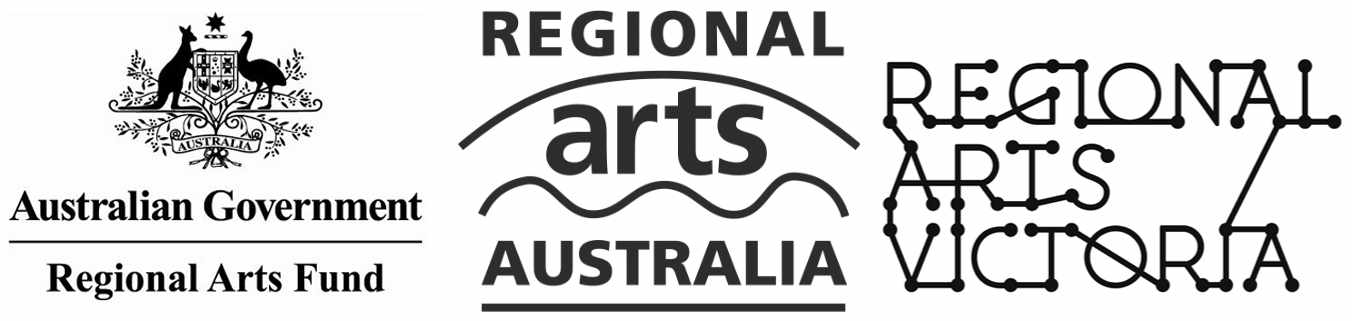 AUSTRALIA
Australian Government
Regional Arts Fund
REGIONAL
arts
AUSTRALIA
REGIONAL
ARTS
VICTORIA